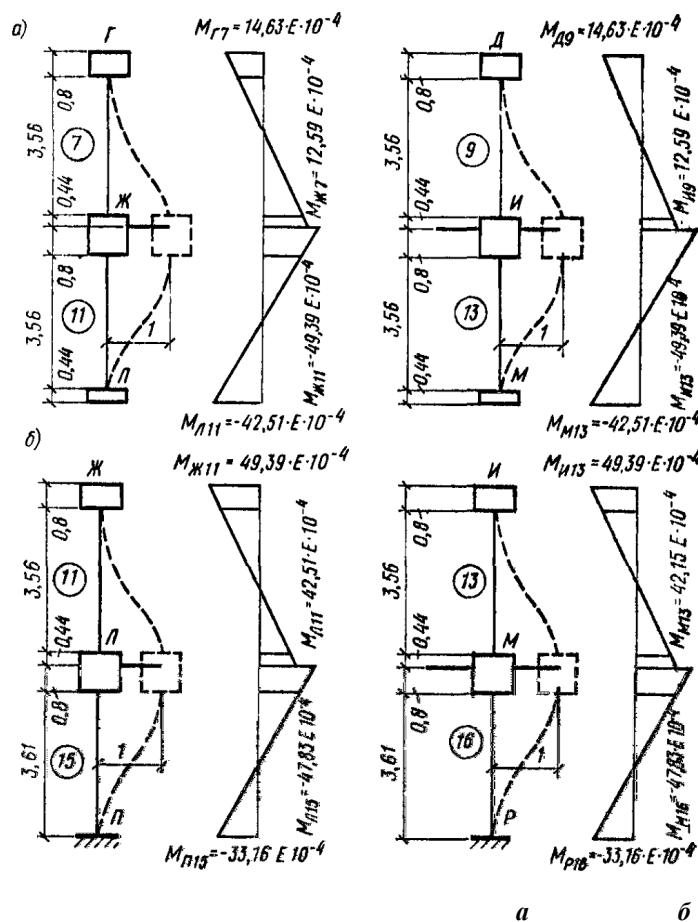 а)
Г
M_Г7 = 14,63·E·10⁻⁴
0,8
3,56
7
M_Ж7 = 12,59 E·10⁻⁴
0,44
Ж
0,8
3,56
11
1
M_Ж11 = -49,39 E·10⁻⁴
0,44
Л
M_Л11 = -42,51·E·10⁻⁴
Д
M_Д9 = 14,63·E·10⁻⁴
0,8
3,56
9
M_И9 = 12,59 E·10⁻⁴
0,44
И
0,8
3,56
13
1
M_И13 = -49,39·E·10⁻⁴
0,44
М
M_М13 = -42,51·E·10⁻⁴
б)
Ж
M_Ж11 = 49,39·E·10⁻⁴
0,8
3,56
11
M_Л11 = 42,51·E·10⁻⁴
0,44
Л
0,8
3,61
15
1
M_Л15 = -47,83 E 10⁻⁴
П
M_П15 = -33,76 E 10⁻⁴
И
M_И13 = 49,39·E·10⁻⁴
0,8
3,56
13
M_М13 = 42,15 E·10⁻⁴
0,44
М
0,8
3,61
16
1
M_М16 = -47,83·E·10⁻⁴
Р
M_Р16 = -33,76·E·10⁻⁴
а б